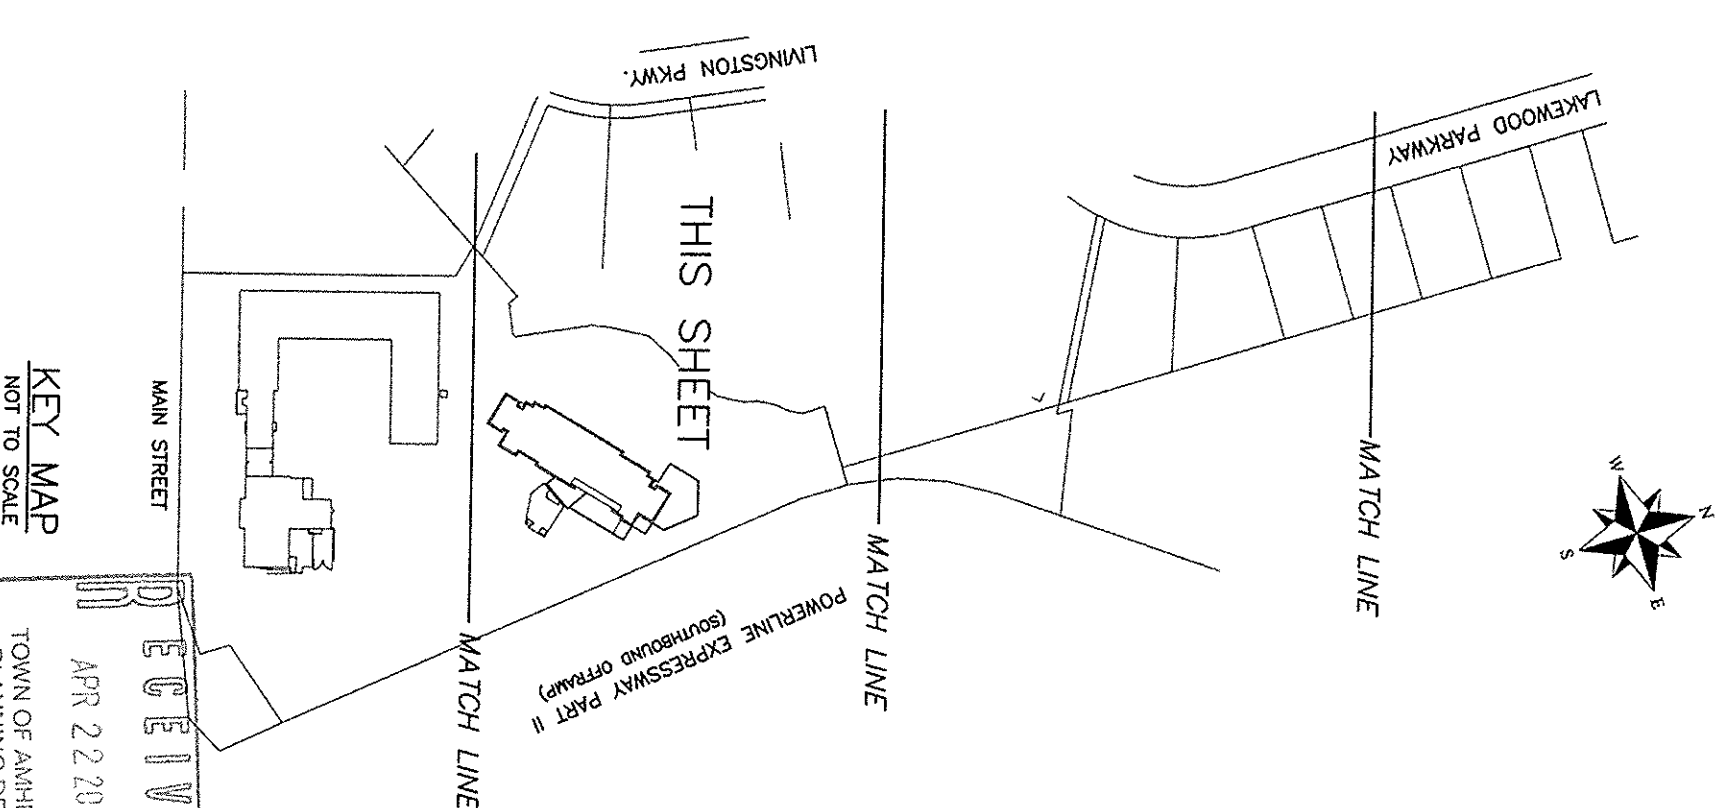 LIVINGSTON PKWY.
LAKEWOOD PARKWAY
THIS SHEET
MATCH LINE
MATCH LINE
MATCH LINE
N
W
E
S
MAIN STREET
KEY MAP
NOT TO SCALE
POWERLINE EXPRESSWAY PART II
(SOUTHBOUND OFFRAMP)
R E C E I V
APR 22 20
TOWN OF AMH